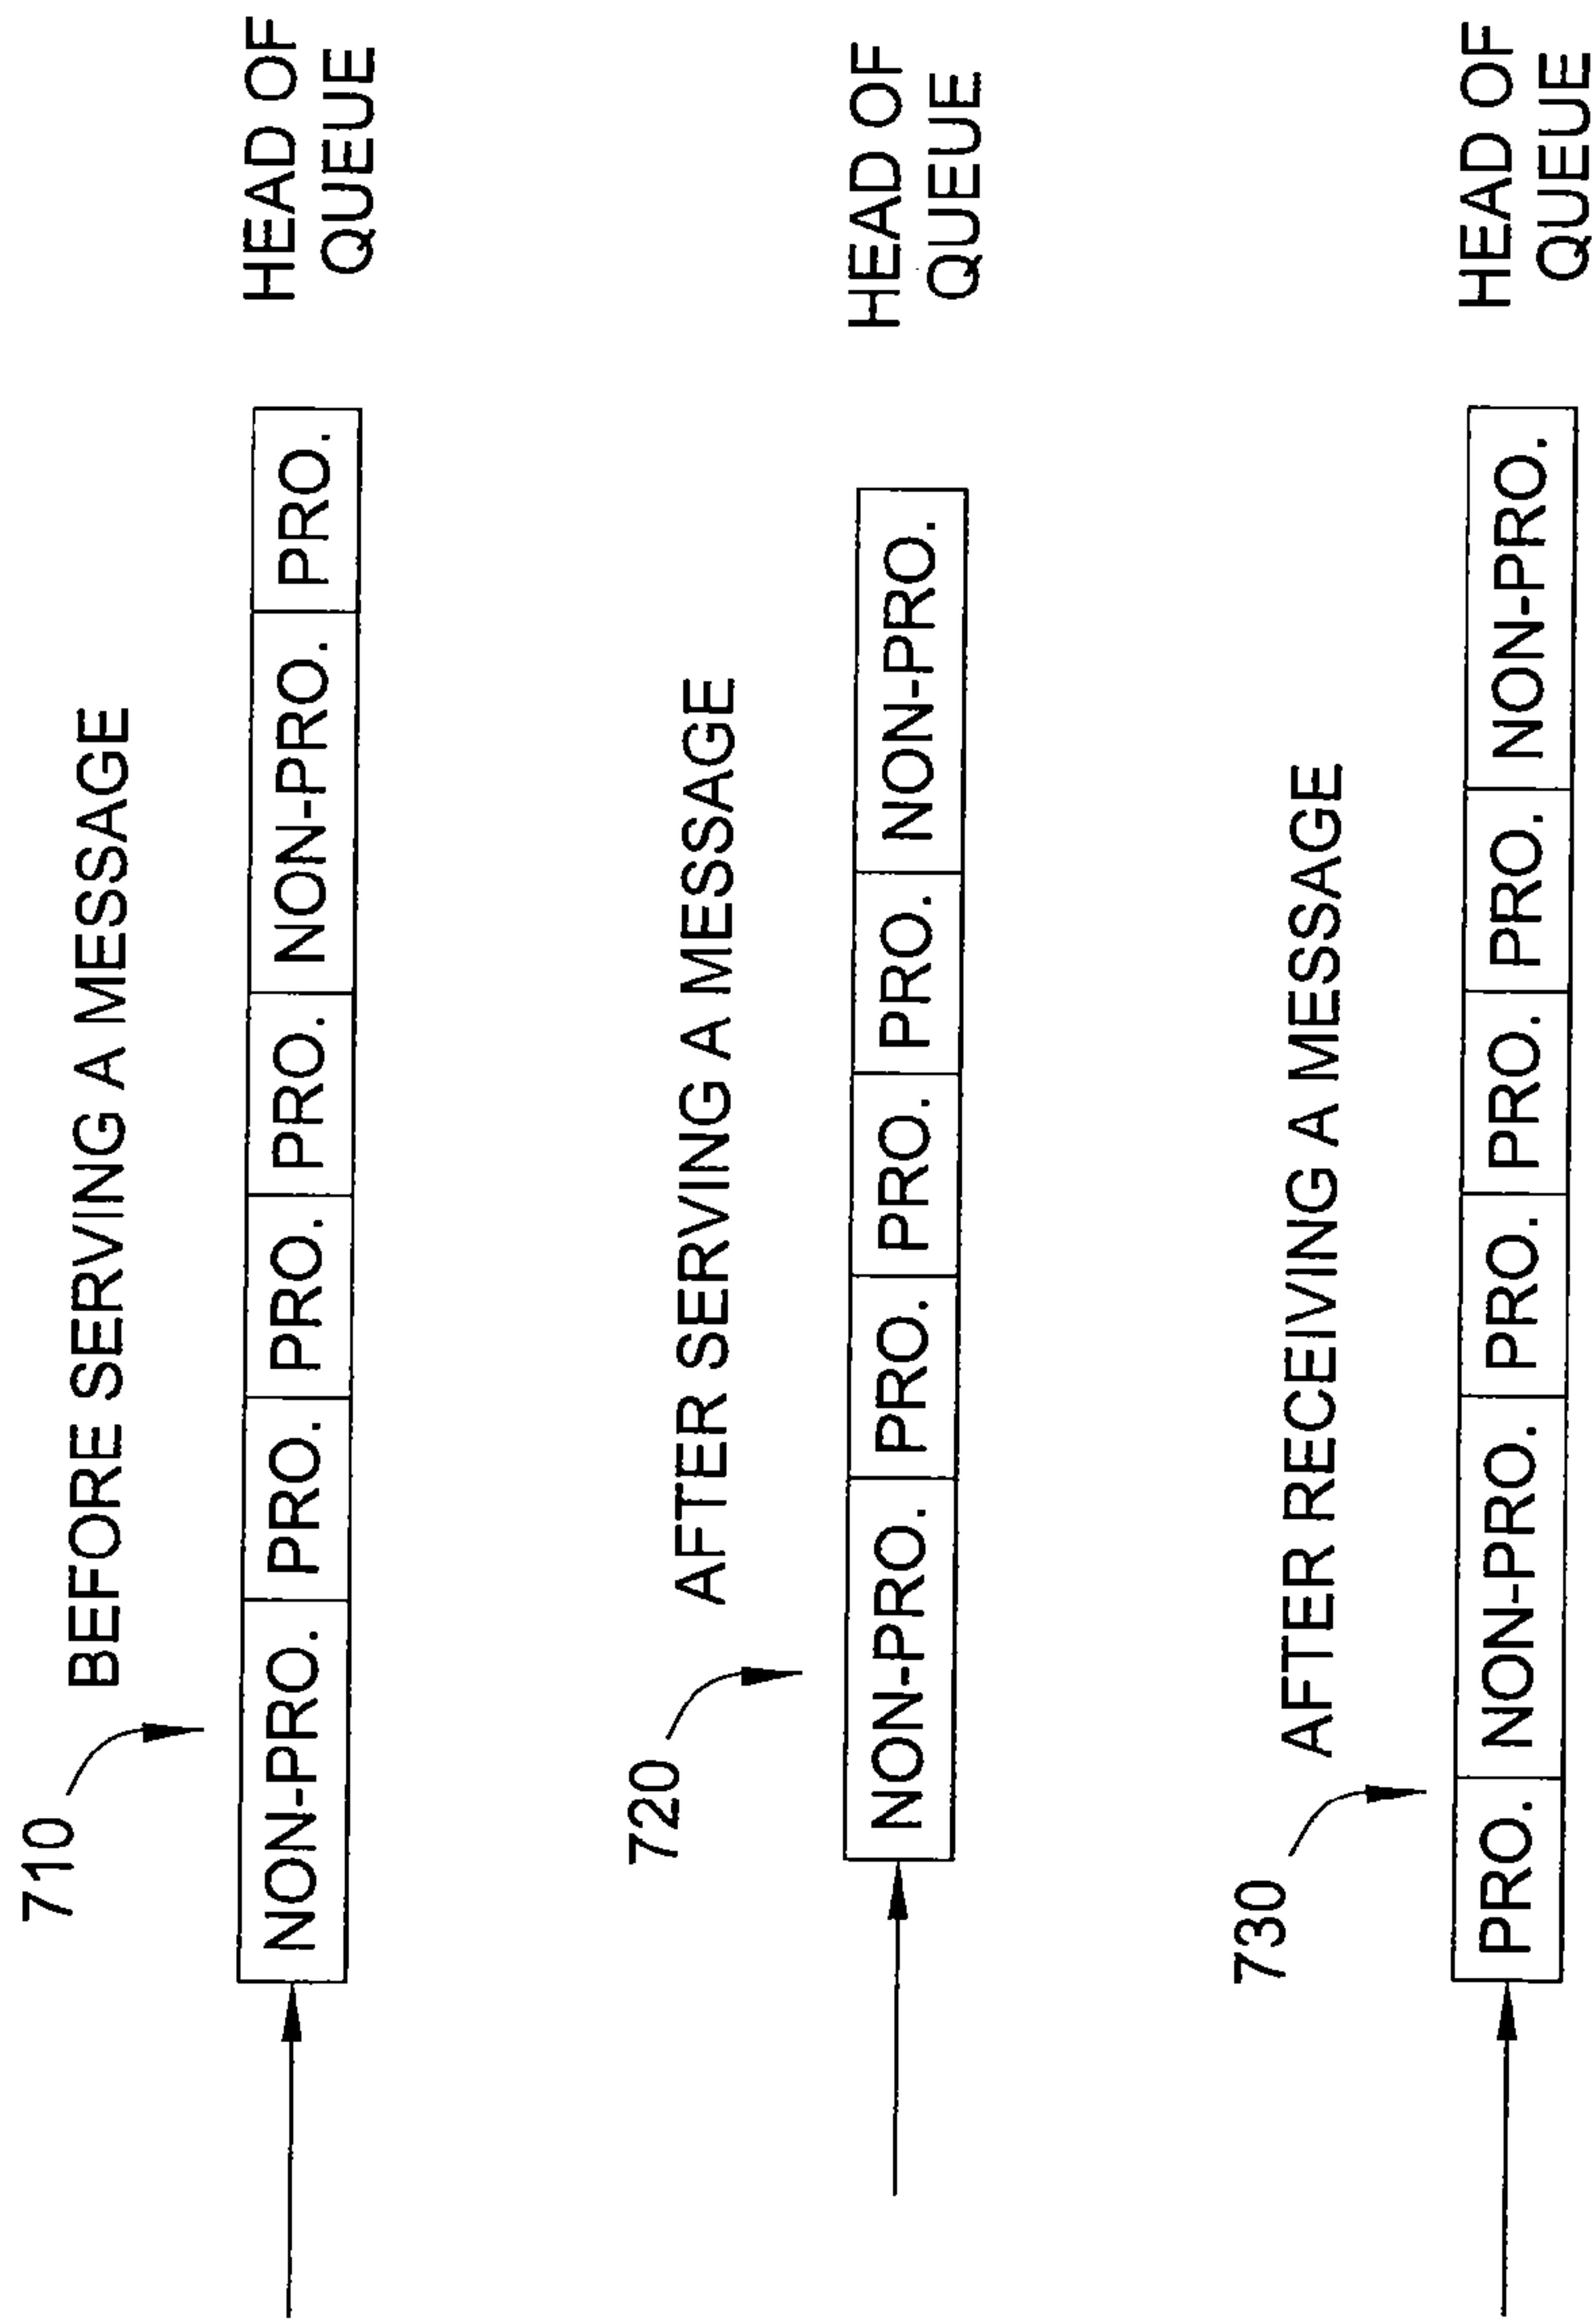 710
BEFORE SERVING A MESSAGE
NON-PRO. PRO. PRO. PRO. NON-PRO. PRO.
HEAD OF
QUEUE
720
AFTER SERVING A MESSAGE
NON-PRO. PRO. PRO. PRO. NON-PRO.
HEAD OF
QUEUE
730
AFTER RECEIVING A MESSAGE
PRO. NON-PRO. PRO. PRO. PRO. NON-PRO.
HEAD OF
QUEUE